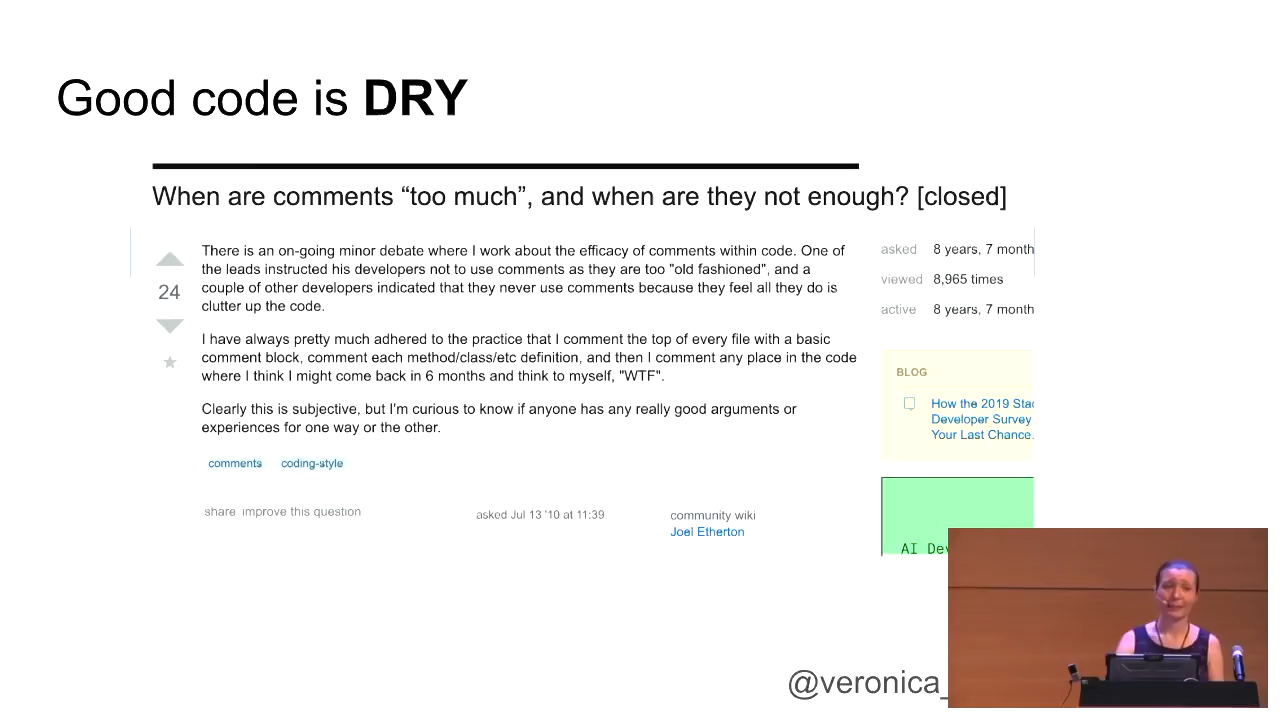 Good code is DRY
When are comments “too much”, and when are they not enough? [closed]
24
There is an on-going minor debate where I work about the efficacy of comments within code. One of
the leads instructed his developers not to use comments as they are too "old fashioned", and a
couple of other developers indicated that they never use comments because they feel all they do is
clutter up the code.
I have always pretty much adhered to the practice that I comment the top of every file with a basic
comment block, comment each method/class/etc definition, and then I comment any place in the code
where I think I might come back in 6 months and think to myself, "WTF".
Clearly this is subjective, but I'm curious to know if anyone has any really good arguments or
experiences for one way or the other.
comments coding-style
share improve this question
asked Jul 13 '10 at 11:39
community wiki
Joel Etherton
asked 8 years, 7 month
viewed 8,965 times
active 8 years, 7 month
BLOG
How the 2019 Stac
Developer Survey
Your Last Chance.
AI Dev
@veronica_